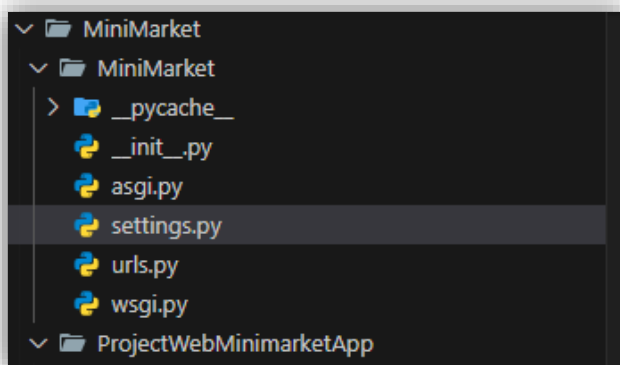 MiniMarket
MiniMarket
__pycache__
__init__.py
asgi.py
settings.py
urls.py
wsgi.py
ProjectWebMinimarketApp